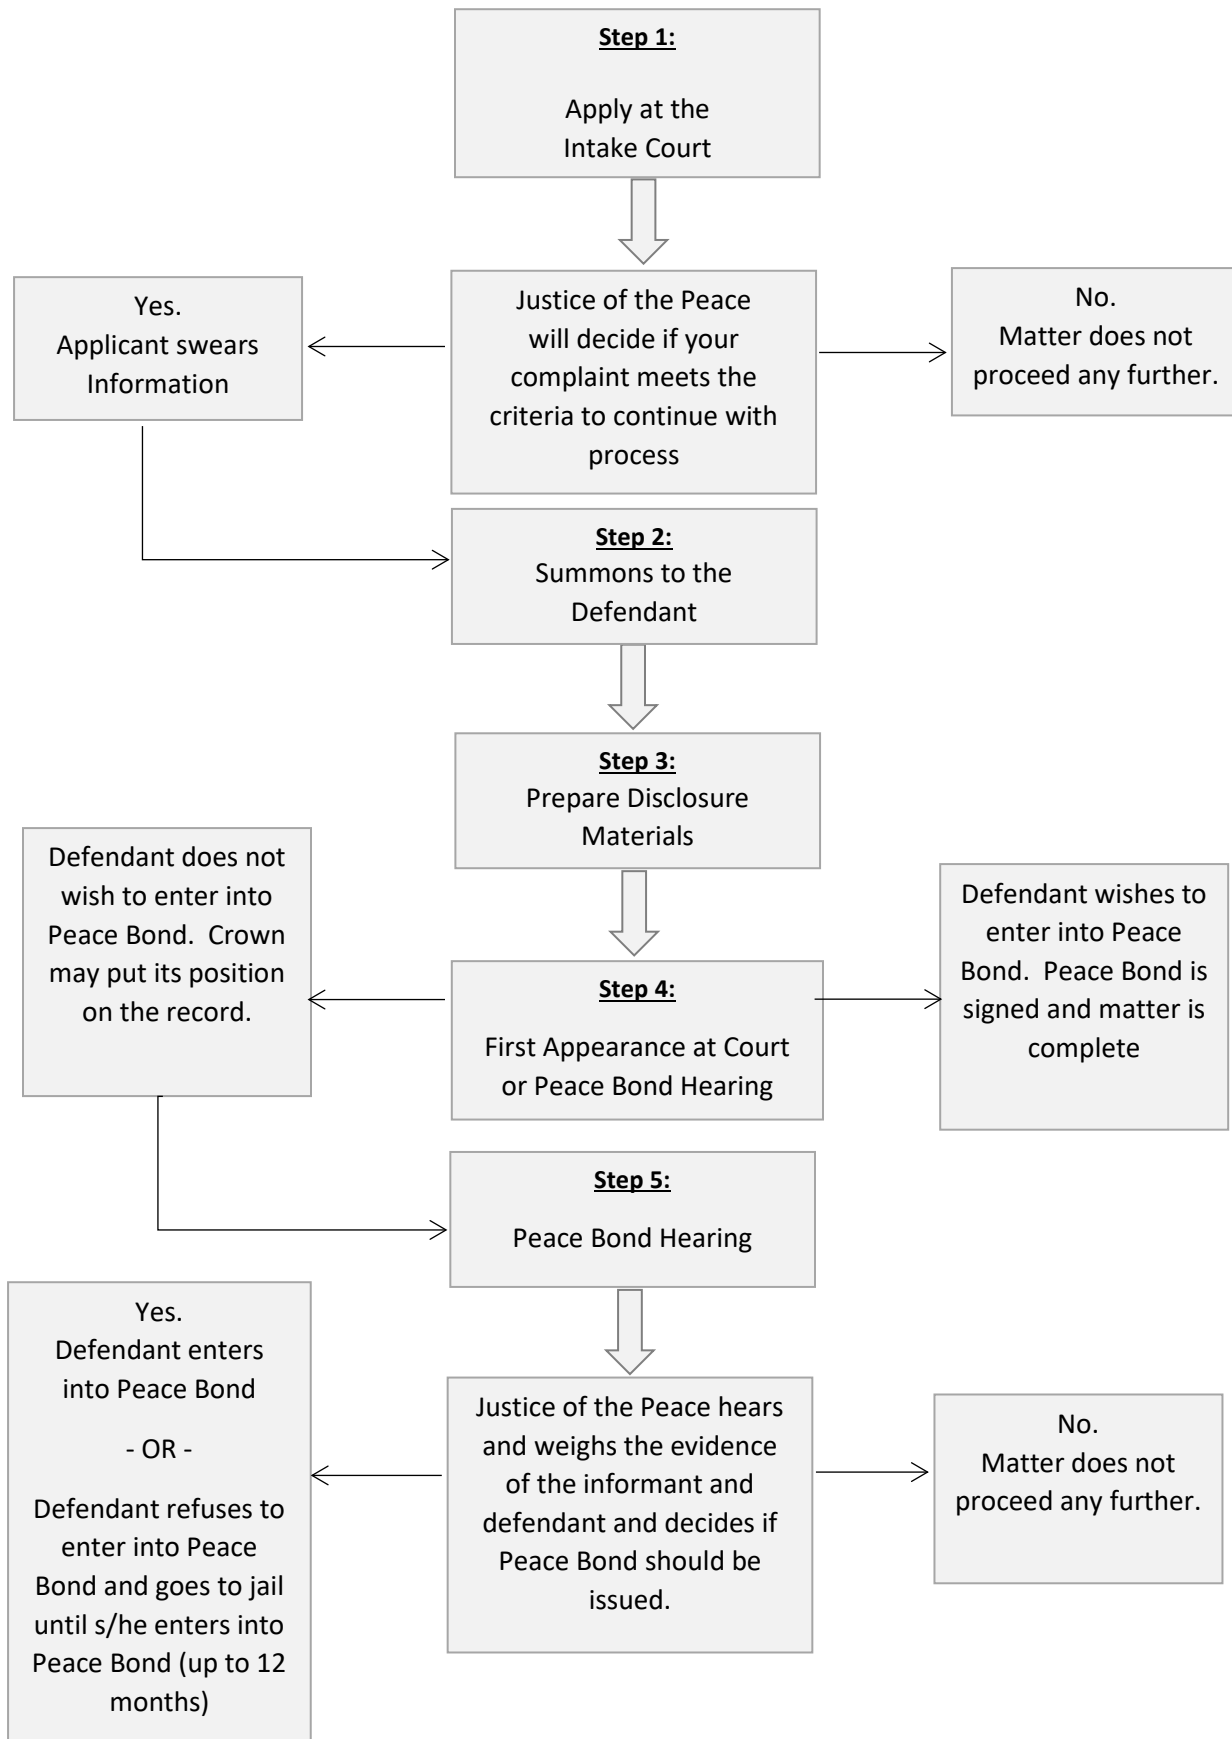 Step 1:
Apply at the
Intake Court
Yes.
Applicant swears
Information
Justice of the Peace
will decide if your
complaint meets the
criteria to continue with
process
No.
Matter does not
proceed any further.
Step 2:
Summons to the
Defendant
Step 3:
Prepare Disclosure
Materials
Defendant does not
wish to enter into
Peace Bond.  Crown
may put its position
on the record.
Step 4:
First Appearance at Court
or Peace Bond Hearing
Defendant wishes to
enter into Peace
Bond.  Peace Bond is
signed and matter is
complete
Step 5:
Peace Bond Hearing
Yes.
Defendant enters
into Peace Bond
- OR -
Defendant refuses to
enter into Peace
Bond and goes to jail
until s/he enters into
Peace Bond (up to 12
months)
Justice of the Peace hears
and weighs the evidence
of the informant and
defendant and decides if
Peace Bond should be
issued.
No.
Matter does not
proceed any further.